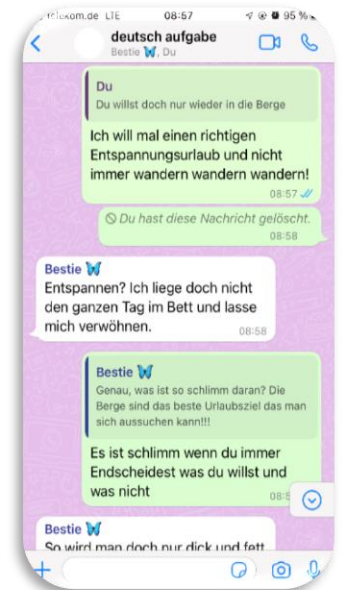 telekom.de LTE 08:57 95 %
deutsch aufgabe
Bestie 🦋, Du
Du
Du willst doch nur wieder in die Berge
Ich will mal einen richtigen
Entspannungsurlaub und nicht
immer wandern wandern wandern!
08:57
Du hast diese Nachricht gelöscht.
08:58
Bestie 🦋
Entspannen? Ich liege doch nicht
den ganzen Tag im Bett und lasse
mich verwöhnen.
08:58
Bestie 🦋
Genau, was ist so schlimm daran? Die
Berge sind das beste Urlaubsziel das man
sich aussuchen kann!!!
Es ist schlimm wenn du immer
Endscheidest was du willst und
was nicht
Bestie 🦋
So wird man doch nur dick und fett